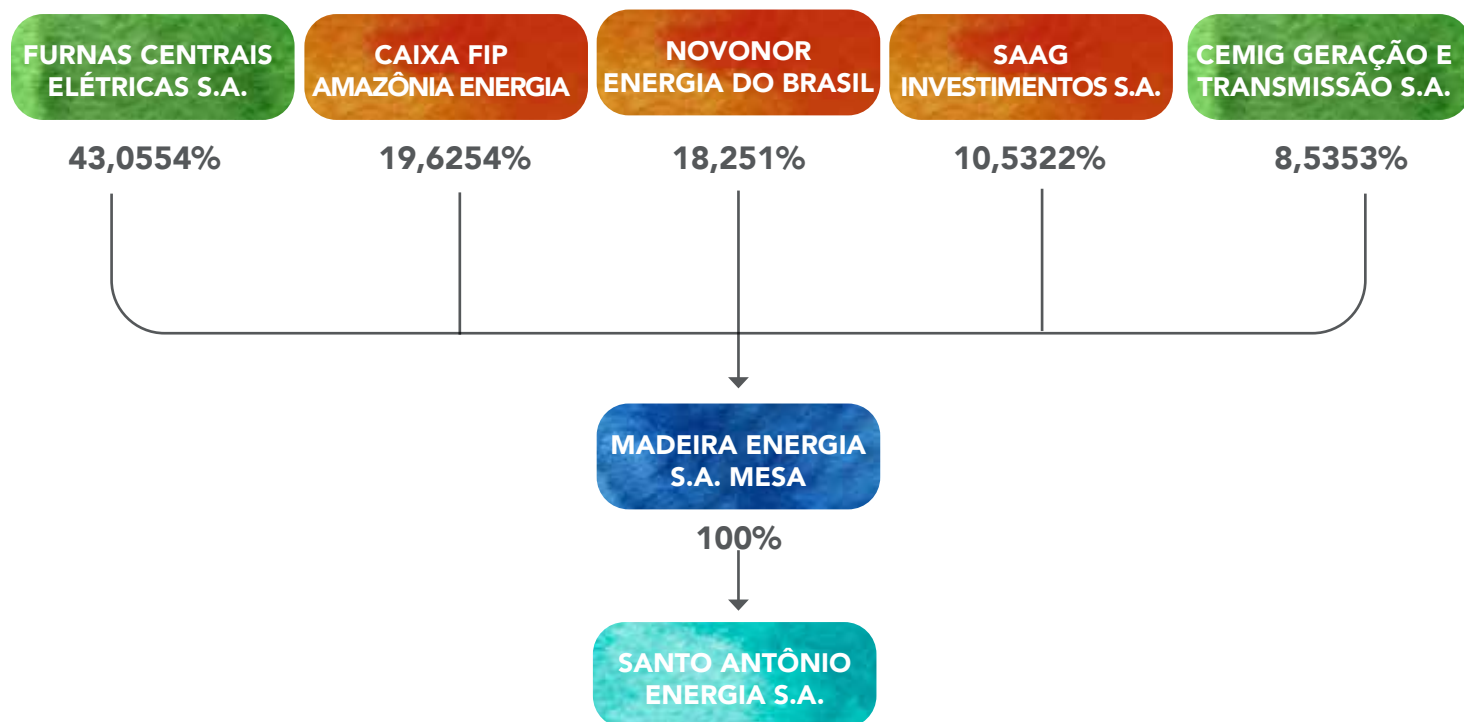 FURNAS CENTRAIS
ELÉTRICAS S.A.
43,0554%
CAIXA FIP
AMAZÔNIA ENERGIA
19,6254%
NOVONOR
ENERGIA DO BRASIL
18,251%
SAAG
INVESTIMENTOS S.A.
10,5322%
CEMIG GERAÇÃO E
TRANSMISSÃO S.A.
8,5353%
MADEIRA ENERGIA
S.A. MESA
100%
SANTO ANTÔNIO
ENERGIA S.A.